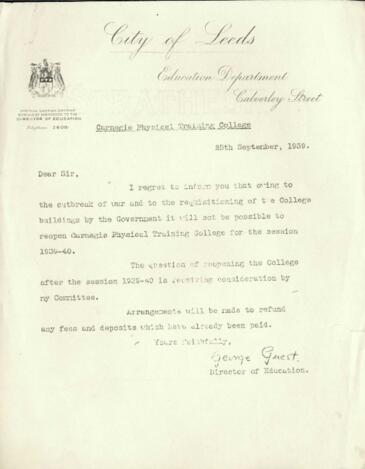 City of Leeds
Education Department
Calverley Street
DIRECTOR OF EDUCATION
Telephone
Carnegie Physical Training College
25th September, 1939.
Dear Sir,
I regret to inform you that owing to
the outbreak of war and to the requisitioning of the College
buildings by the Government it will not be possible to
reopen Carnegie Physical Training College for the session
1939-40.
The question of reopening the College
after the session 1939-40 is receiving consideration by
my Committee.
Arrangements will be made to refund
any fees and deposits which have already been paid.
Yours faithfully,
George Guest.
Director of Education.